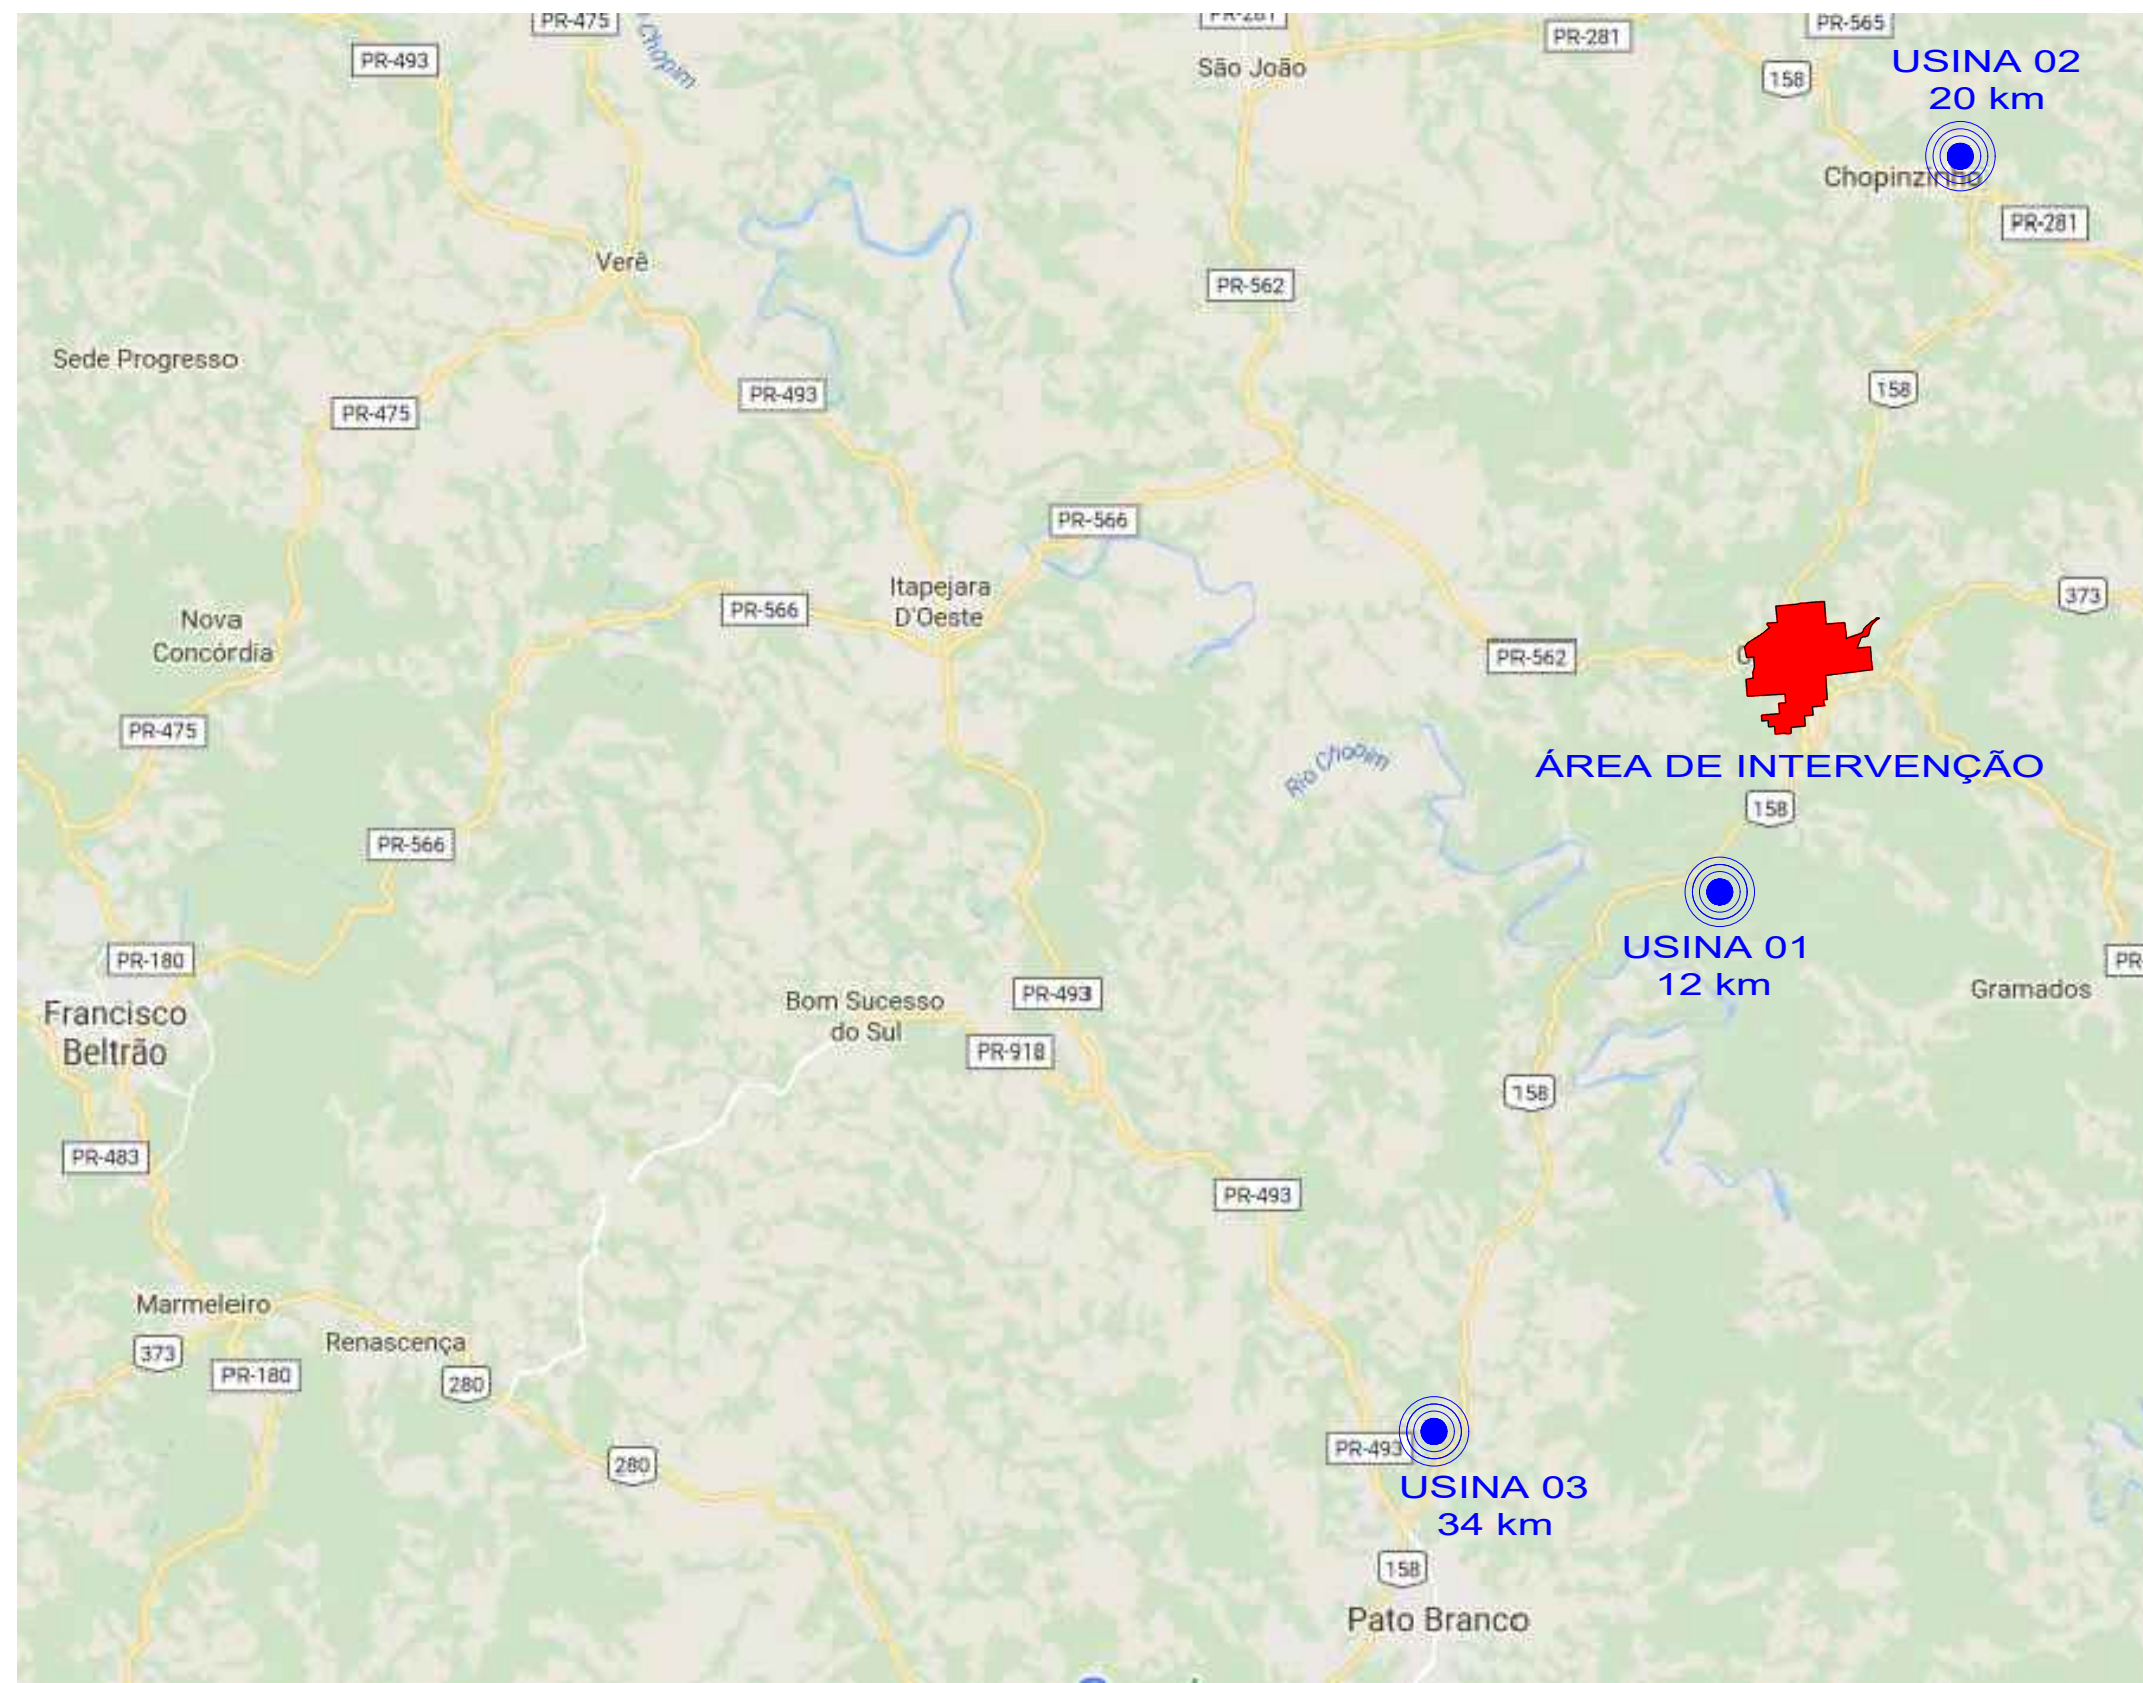 PR-475
Chopim
PR-281
PR-281
PR-565
PR-493
São João
158
USINA 02
20 km
Chopinzinho
PR-281
Verê
PR-562
Sede Progresso
PR-475
PR-493
158
PR-566
Itapejara
D'Oeste
PR-566
373
Nova
Concórdia
PR-562
PR-475
Rio Chopim
ÁREA DE INTERVENÇÃO
158
PR-566
USINA 01
12 km
PR-180
PR-
Gramados
Francisco
Beltrão
Bom Sucesso
do Sul
PR-493
PR-918
158
PR-483
PR-493
Marmeleiro
Renascença
373
PR-180
280
280
PR-493
USINA 03
34 km
158
Pato Branco